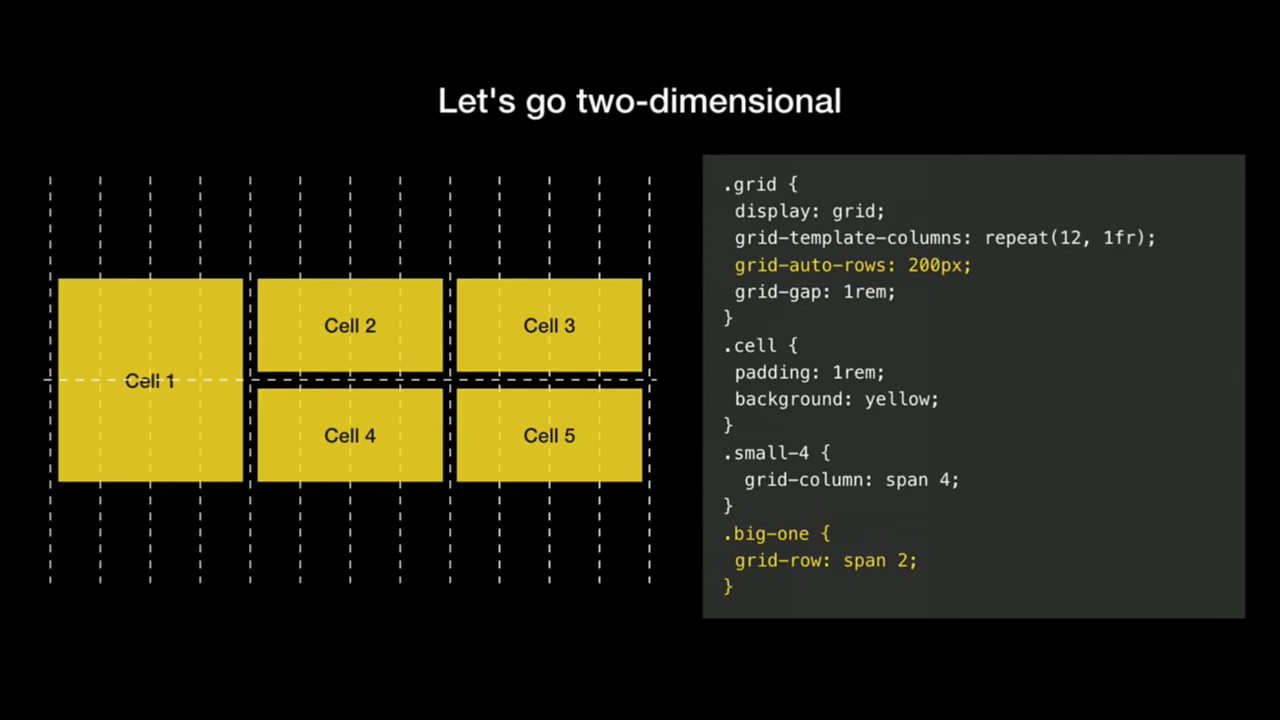 Let's go two-dimensional
Cell 1
Cell 2
Cell 3
Cell 4
Cell 5
.grid {
display: grid;
grid-template-columns: repeat(12, 1fr);
grid-auto-rows: 200px;
grid-gap: 1rem;
}
.cell {
padding: 1rem;
background: yellow;
}
.small-4 {
grid-column: span 4;
}
.big-one {
grid-row: span 2;
}